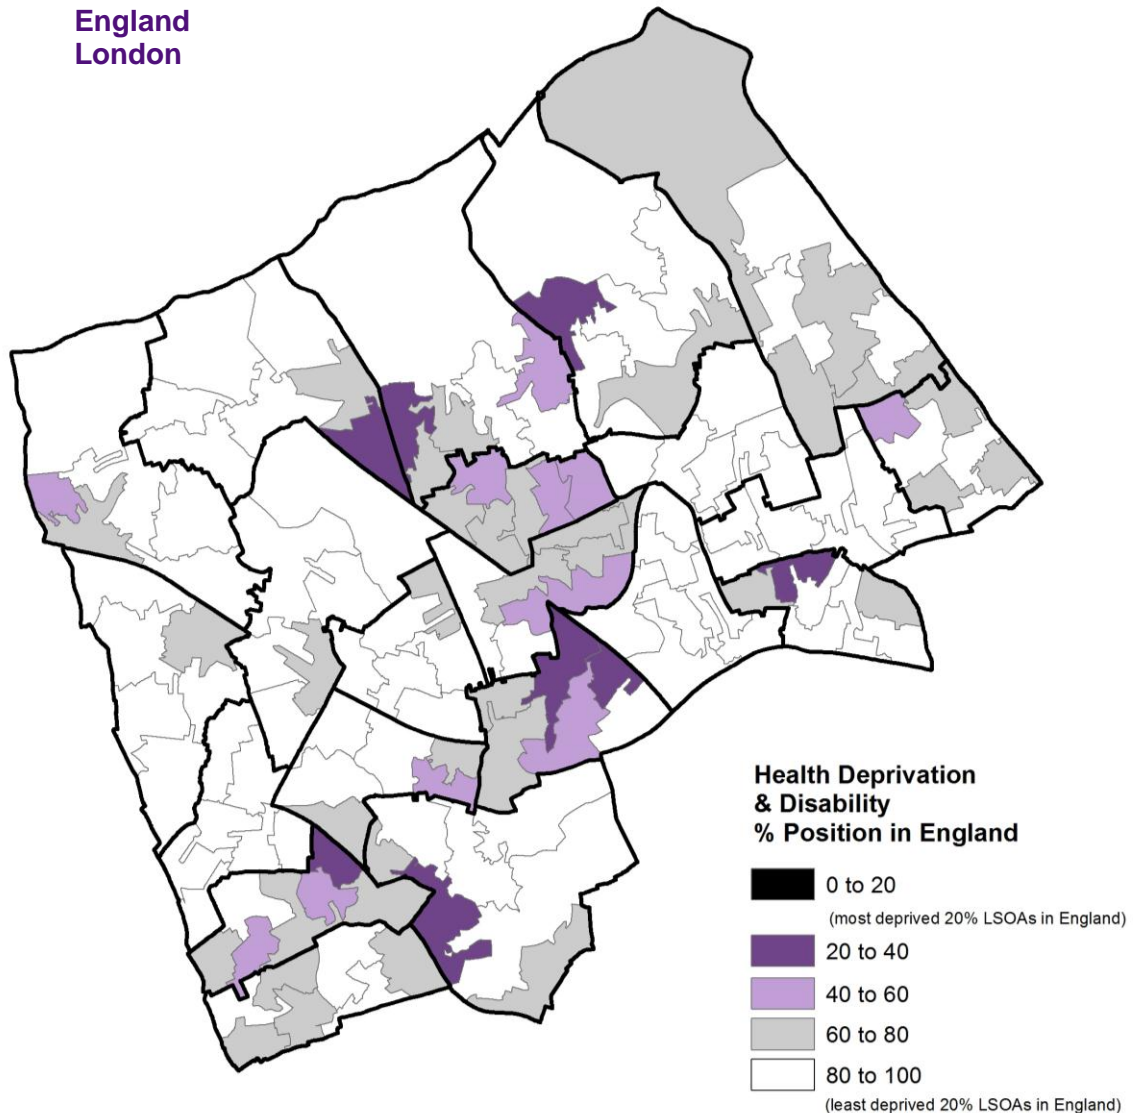 England
London
Health Deprivation
& Disability
% Position in England
0 to 20
(most deprived 20% LSOAs in England)
20 to 40
40 to 60
60 to 80
80 to 100
(least deprived 20% LSOAs in England)